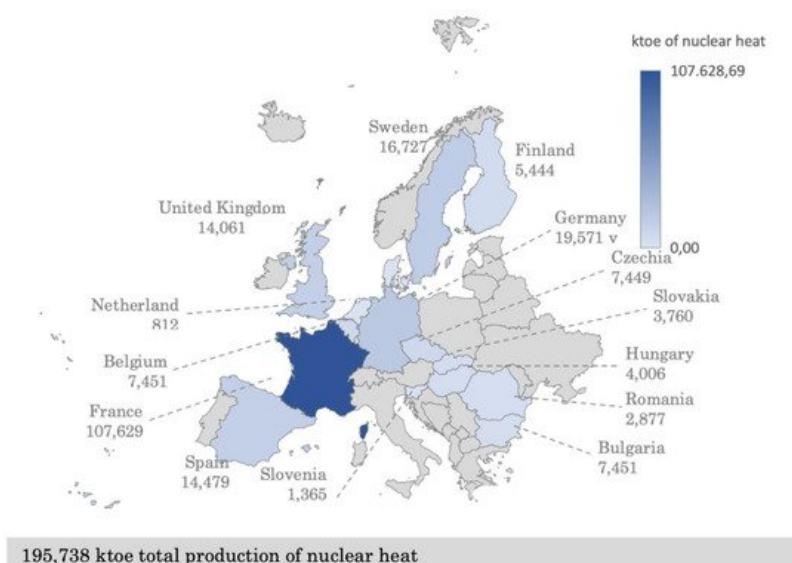 ktoe of nuclear heat
107.628,69
0,00
Sweden
16,727
Finland
5,444
United Kingdom
14,061
Germany
19,571 v
Czechia
7,449
Slovakia
3,760
Netherland
812
Belgium
7,451
Hungary
4,006
France
107,629
Romania
2,877
Spain
14,479
Slovenia
1,365
Bulgaria
7,451
195,738 ktoe total production of nuclear heat